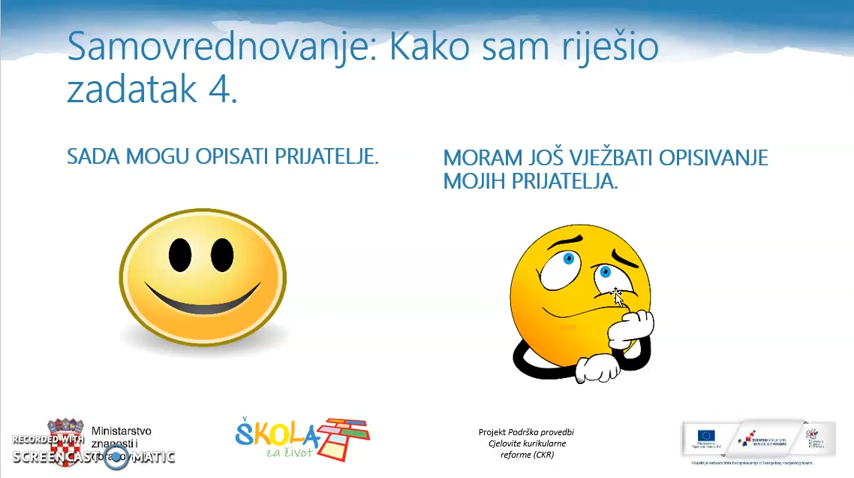 Samovrednovanje: Kako sam riješio
zadatak 4.
SADA MOGU OPISATI PRIJATELJE.
MORAM JOŠ VJEŽBATI OPISIVANJE
MOJIH PRIJATELJA.
Ministarstvo
znanosti i
RECORDED WITH
SCREENCAST MATIC
ŠKOLA
za život
Projekt Podrška provedbi
Cjelovite kurikularne
reforme (CKR)